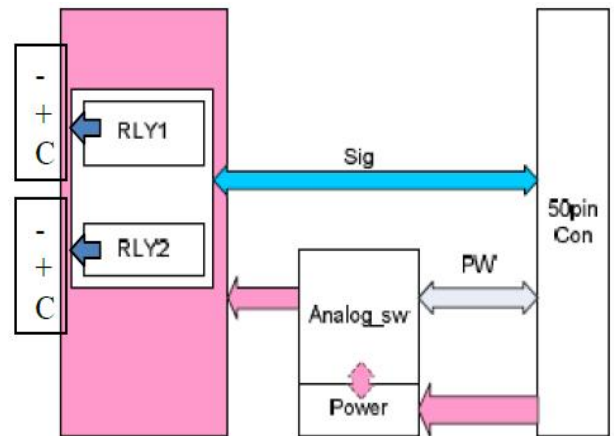 -
+
C
RLY1
-
+
C
RLY2
Sig
50pin
Con
PW
Analog_sw
Power